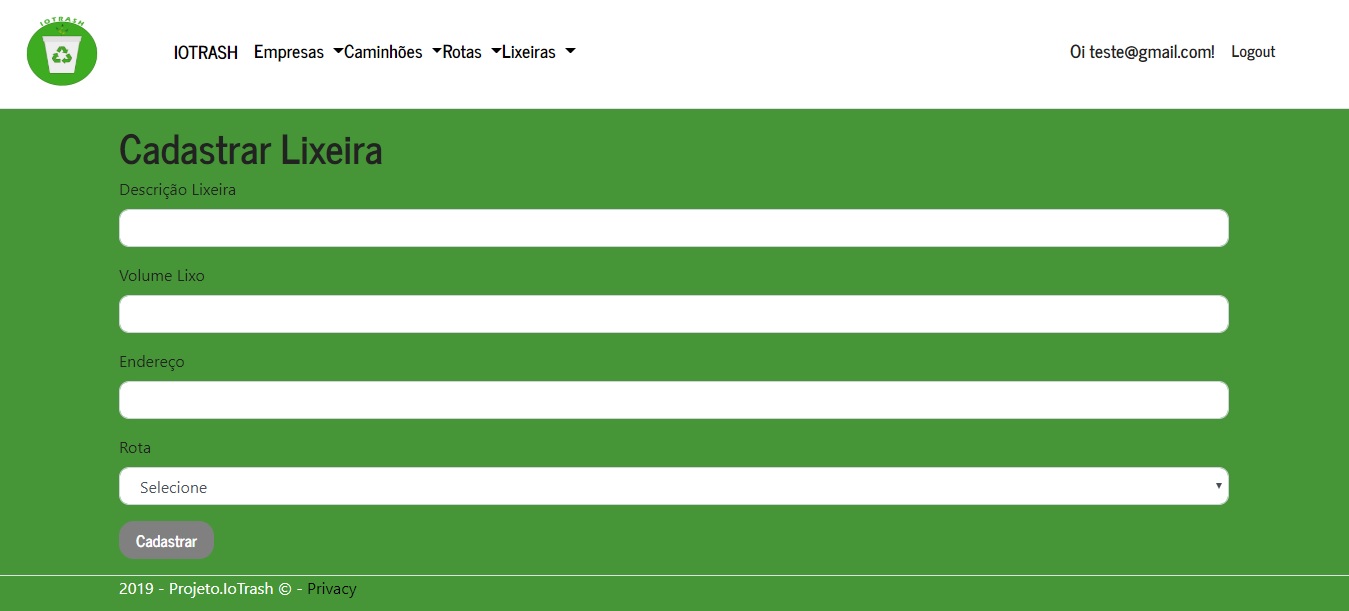 IOTRASH
IOTRASH Empresas Caminhões Rotas Lixeiras Oi teste@gmail.com! Logout
Cadastrar Lixeira
Descrição Lixeira
Volume Lixo
Endereço
Rota
Selecione
Cadastrar
2019 - Projeto.IoTrash © - Privacy